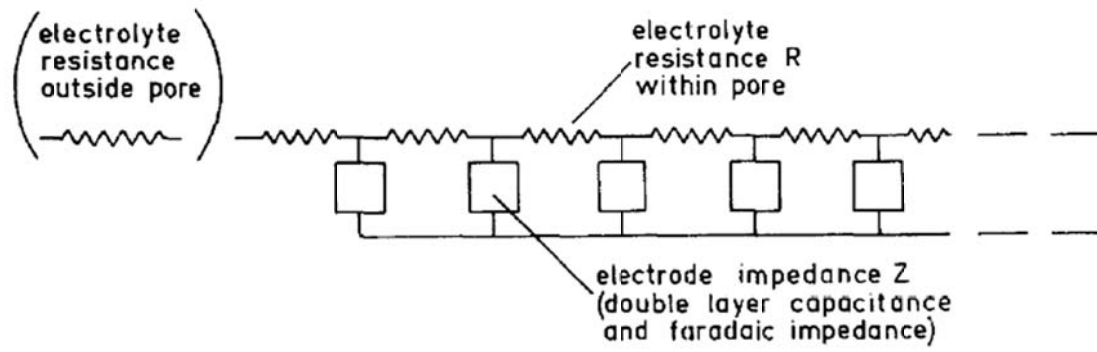 electrolyte
resistance
outside pore
electrolyte
resistance R
within pore
electrode impedance Z
(double layer capacitance
and faradaic impedance)